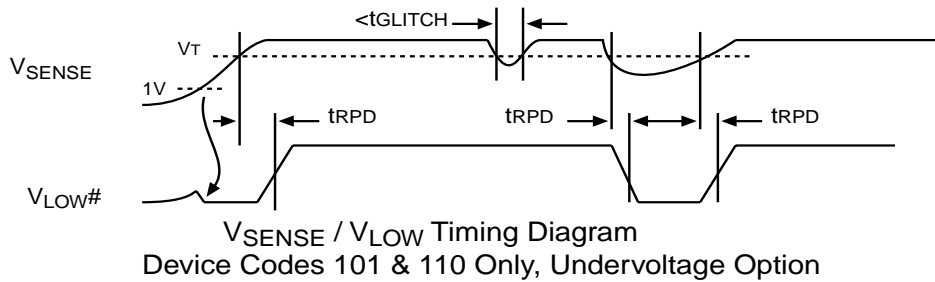 <tGLITCH
VT
VSENSE
1V
tRPD
tRPD
tRPD
VLOW#
VSENSE / VLOW Timing Diagram
Device Codes 101 & 110 Only, Undervoltage Option